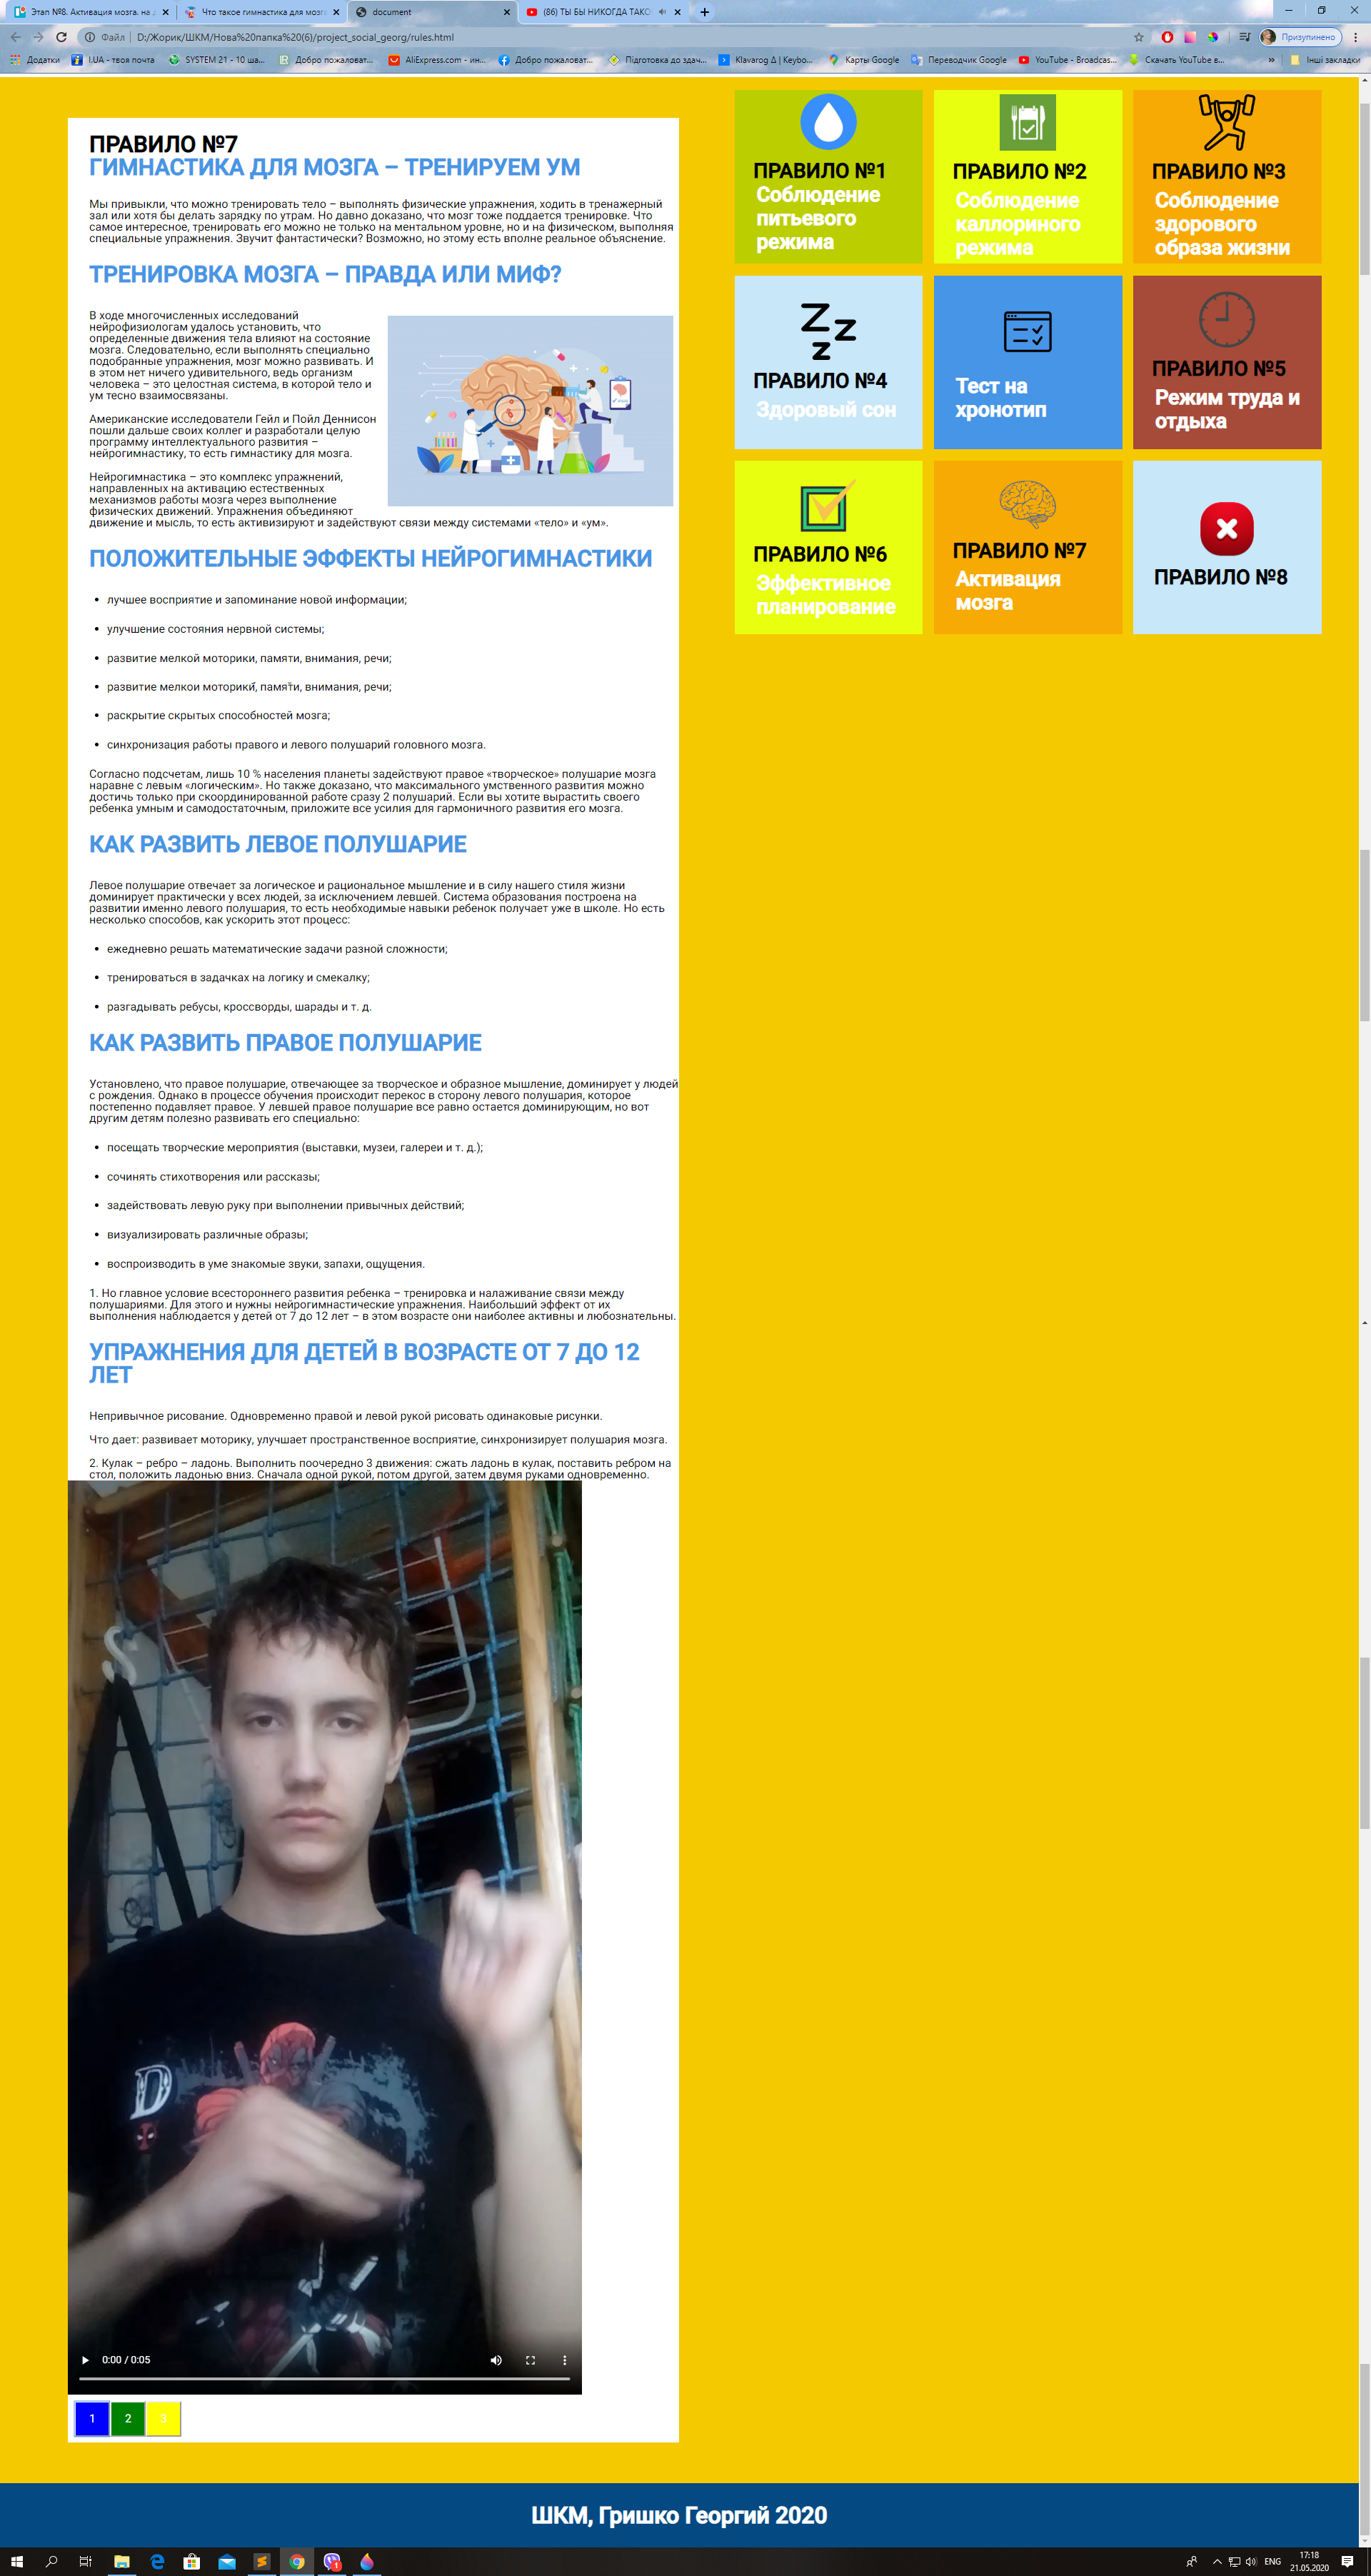 Этап №8. Активация мозга. на д
Что такое гимнастика для мозга
document
(86) ТЫ БЫ НИКОГДА ТАКО
Файл | D:/Жорик/ШКМ/Нова%20папка%20(6)/project_social_georg/rules.html
Призупинено
Додатки
I.UA - твоя почта
SYSTEM 21 - 10 ша...
Добро пожаловат...
AliExpress.com - ин...
Добро пожаловат...
Підготовка до здач...
Klavarog Δ | Keybo...
Карты Google
Переводчик Google
YouTube - Broadcas...
Скачать YouTube в...
»
Інші закладки
ПРАВИЛО №7
ГИМНАСТИКА ДЛЯ МОЗГА – ТРЕНИРУЕМ УМ
Мы привыкли, что можно тренировать тело – выполнять физические упражнения, ходить в тренажерный
зал или хотя бы делать зарядку по утрам. Но давно доказано, что мозг тоже поддается тренировке. Что
самое интересное, тренировать его можно не только на ментальном уровне, но и на физическом, выполняя
специальные упражнения. Звучит фантастически? Возможно, но этому есть вполне реальное объяснение.
ТРЕНИРОВКА МОЗГА – ПРАВДА ИЛИ МИФ?
В ходе многочисленных исследований
нейрофизиологам удалось установить, что
определенные движения тела влияют на состояние
мозга. Следовательно, если выполнять специально
подобранные упражнения, мозг можно развивать. И
в этом нет ничего удивительного, ведь организм
человека – это целостная система, в которой тело и
ум тесно взаимосвязаны.
Американские исследователи Гейл и Пойл Деннисон
пошли дальше своих коллег и разработали целую
программу интеллектуального развития –
нейрогимнастику, то есть гимнастику для мозга.
Нейрогимнастика – это комплекс упражнений,
направленных на активацию естественных
механизмов работы мозга через выполнение
физических движений. Упражнения объединяют
движение и мысль, то есть активизируют и задействуют связи между системами «тело» и «ум».
ПОЛОЖИТЕЛЬНЫЕ ЭФФЕКТЫ НЕЙРОГИМНАСТИКИ
• лучшее восприятие и запоминание новой информации;
• улучшение состояния нервной системы;
• развитие мелкой моторики, памяти, внимания, речи;
• развитие мелкои моторикй, памяти, внимания, речи;
• раскрытие скрытых способностей мозга;
• синхронизация работы правого и левого полушарий головного мозга.
Согласно подсчетам, лишь 10 % населения планеты задействуют правое «творческое» полушарие мозга
наравне с левым «логическим». Но также доказано, что максимального умственного развития можно
достичь только при скоординированной работе сразу 2 полушарий. Если вы хотите вырастить своего
ребенка умным и самодостаточным, приложите все усилия для гармоничного развития его мозга.
КАК РАЗВИТЬ ЛЕВОЕ ПОЛУШАРИЕ
Левое полушарие отвечает за логическое и рациональное мышление и в силу нашего стиля жизни
доминирует практически у всех людей, за исключением левшей. Система образования построена на
развитии именно левого полушария, то есть необходимые навыки ребенок получает уже в школе. Но есть
несколько способов, как ускорить этот процесс:
• ежедневно решать математические задачи разной сложности;
• тренироваться в задачках на логику и смекалку;
• разгадывать ребусы, кроссворды, шарады и т. д.
КАК РАЗВИТЬ ПРАВОЕ ПОЛУШАРИЕ
Установлено, что правое полушарие, отвечающее за творческое и образное мышление, доминирует у людей
с рождения. Однако в процессе обучения происходит перекос в сторону левого полушария, которое
постепенно подавляет правое. У левшей правое полушарие все равно остается доминирующим, но вот
другим детям полезно развивать его специально:
• посещать творческие мероприятия (выставки, музеи, галереи и т. д.);
• сочинять стихотворения или рассказы;
• задействовать левую руку при выполнении привычных действий;
• визуализировать различные образы;
• воспроизводить в уме знакомые звуки, запахи, ощущения.
1. Но главное условие всестороннего развития ребенка – тренировка и налаживание связи между
полушариями. Для этого и нужны нейрогимнастические упражнения. Наибольший эффект от их
выполнения наблюдается у детей от 7 до 12 лет – в этом возрасте они наиболее активны и любознательны.
УПРАЖНЕНИЯ ДЛЯ ДЕТЕЙ В ВОЗРАСТЕ ОТ 7 ДО 12
ЛЕТ
Непривычное рисование. Одновременно правой и левой рукой рисовать одинаковые рисунки.
Что дает: развивает моторику, улучшает пространственное восприятие, синхронизирует полушария мозга.
2. Кулак – ребро – ладонь. Выполнить поочередно 3 движения: сжать ладонь в кулак, поставить ребром на
стол, положить ладонью вниз. Сначала одной рукой, потом другой, затем двумя руками одновременно.
D
0:00 / 0:05
1
2
3
ПРАВИЛО №1
Соблюдение
питьевого
режима
ПРАВИЛО №2
Соблюдение
каллориного
режима
ПРАВИЛО №3
Соблюдение
здорового
образа жизни
Z Z Z
ПРАВИЛО №4
Здоровый сон
Тест на
хронотип
ПРАВИЛО №5
Режим труда и
отдыха
ПРАВИЛО №6
Эффективное
планирование
ПРАВИЛО №7
Активация
мозга
ПРАВИЛО №8
ШКМ, Гришко Георгий 2020
ENG
17:18
21.05.2020